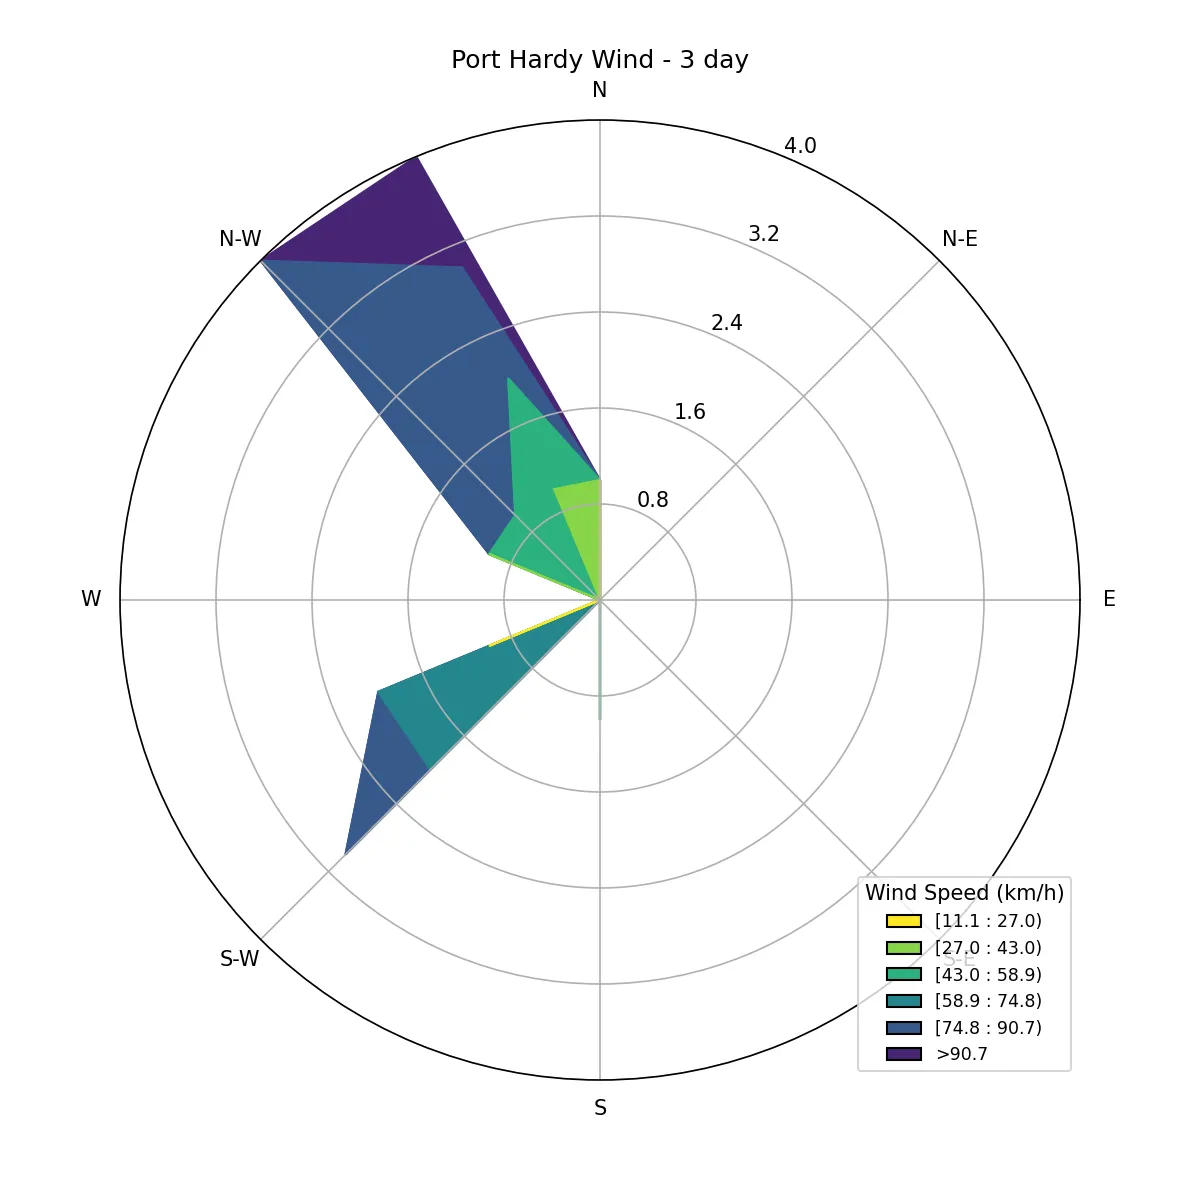 Port Hardy Wind - 3 day
N
4.0
N-W
3.2
N-E
2.4
1.6
0.8
W
E
Wind Speed (km/h)
[11.1 : 27.0)
[27.0 : 43.0)
S-W
S-E
[43.0 : 58.9)
[58.9 : 74.8)
[74.8 : 90.7)
>90.7
S